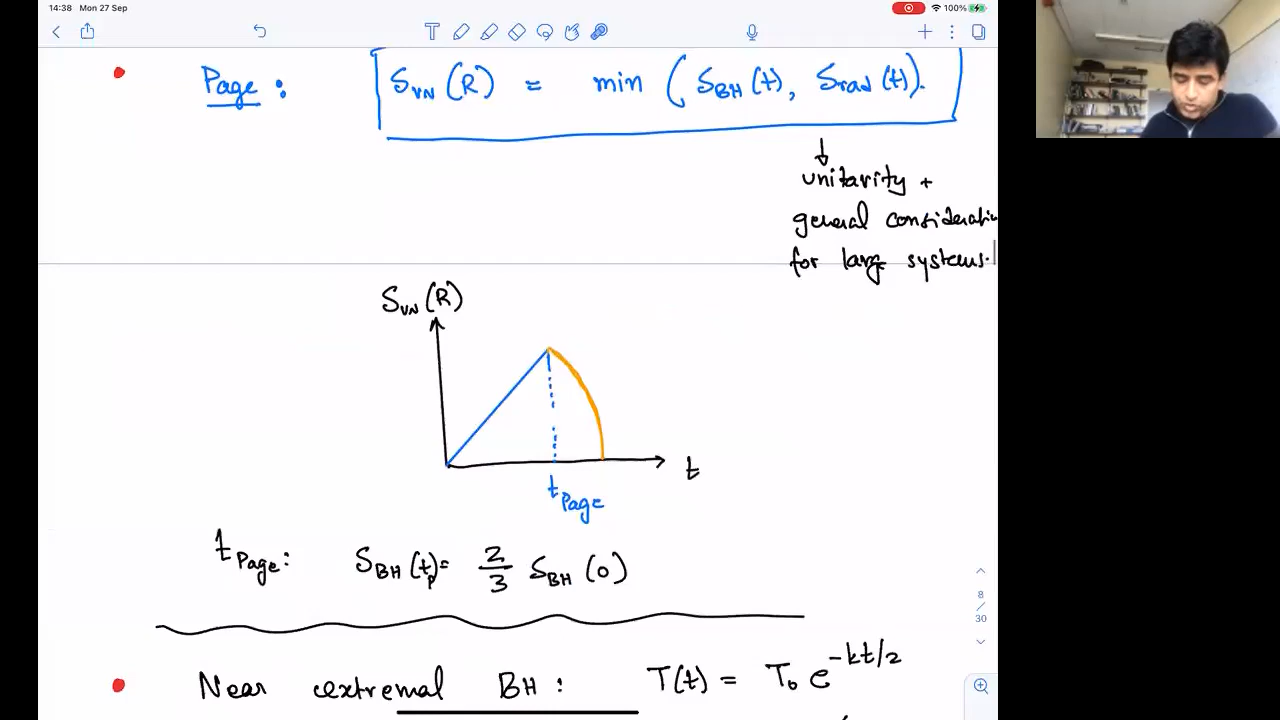 14:38 Mon 27 Sep
100%
Page : S_VN (R) = min ( S_BH (t), S_rad (t) ).
↓
unitarity +
general consideratio
for large systems.
S_VN (R)
t
t_Page
t_Page : S_BH (t_p) = 2/3 S_BH (0)
8
/
30
Near extremal BH : T(t) = T_0 e^{-kt/2}